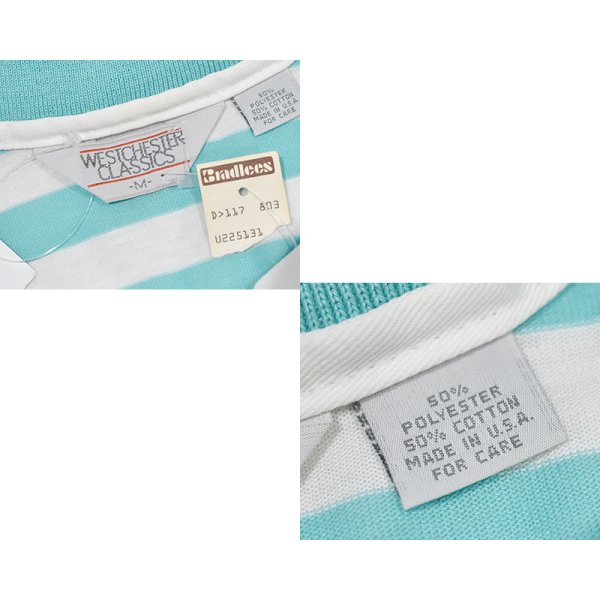 WESTCHESTER
CLASSICS
-M-
50%
POLYESTER
50% COTTON
MADE IN U.S.A.
FOR CARE
Bradlees
D>117 803
U225131
50%
POLYESTER
50% COTTON
MADE IN U.S.A.
FOR CARE